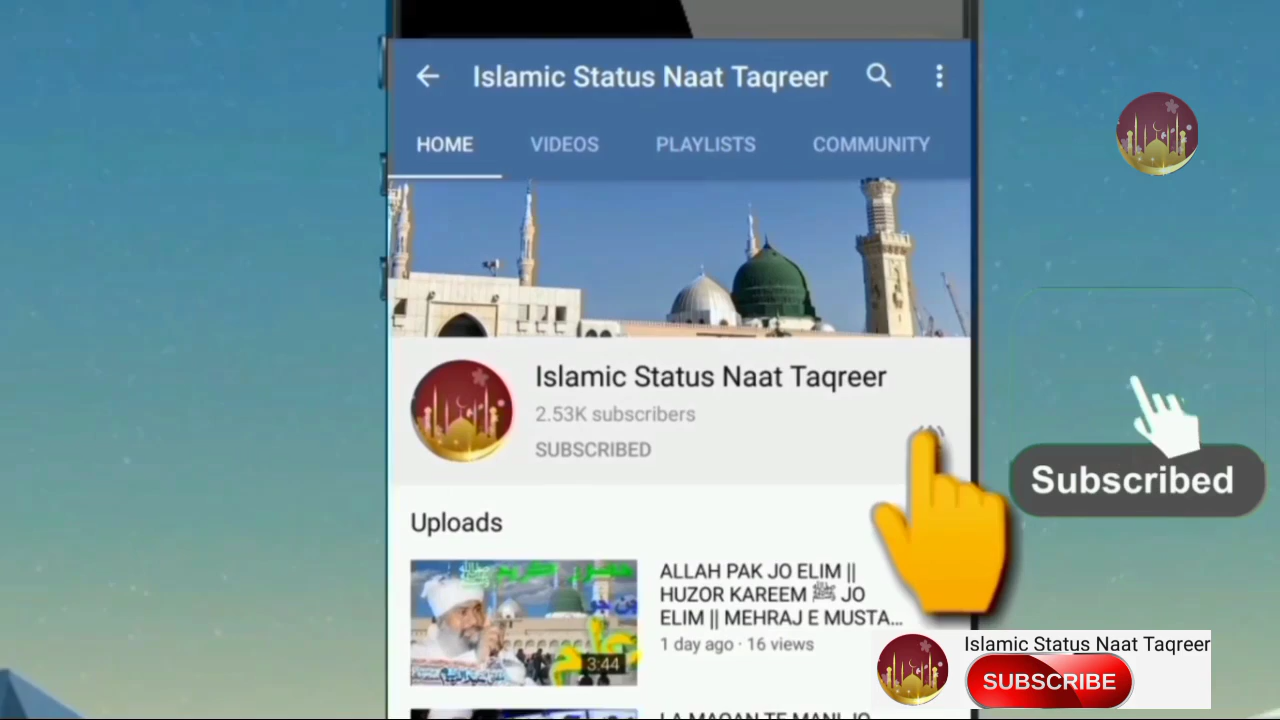 Islamic Status Naat Taqreer
HOME VIDEOS PLAYLISTS COMMUNITY
Islamic Status Naat Taqreer
2.53K subscribers
SUBSCRIBED
Subscribed
Uploads
ALLAH PAK JO ELIM ||
HUZOR KAREEM ﷺ JO
ELIM || MEHRAJ E MUSTA...
1 day ago · 16 views
3:44
Islamic Status Naat Taqreer
SUBSCRIBE